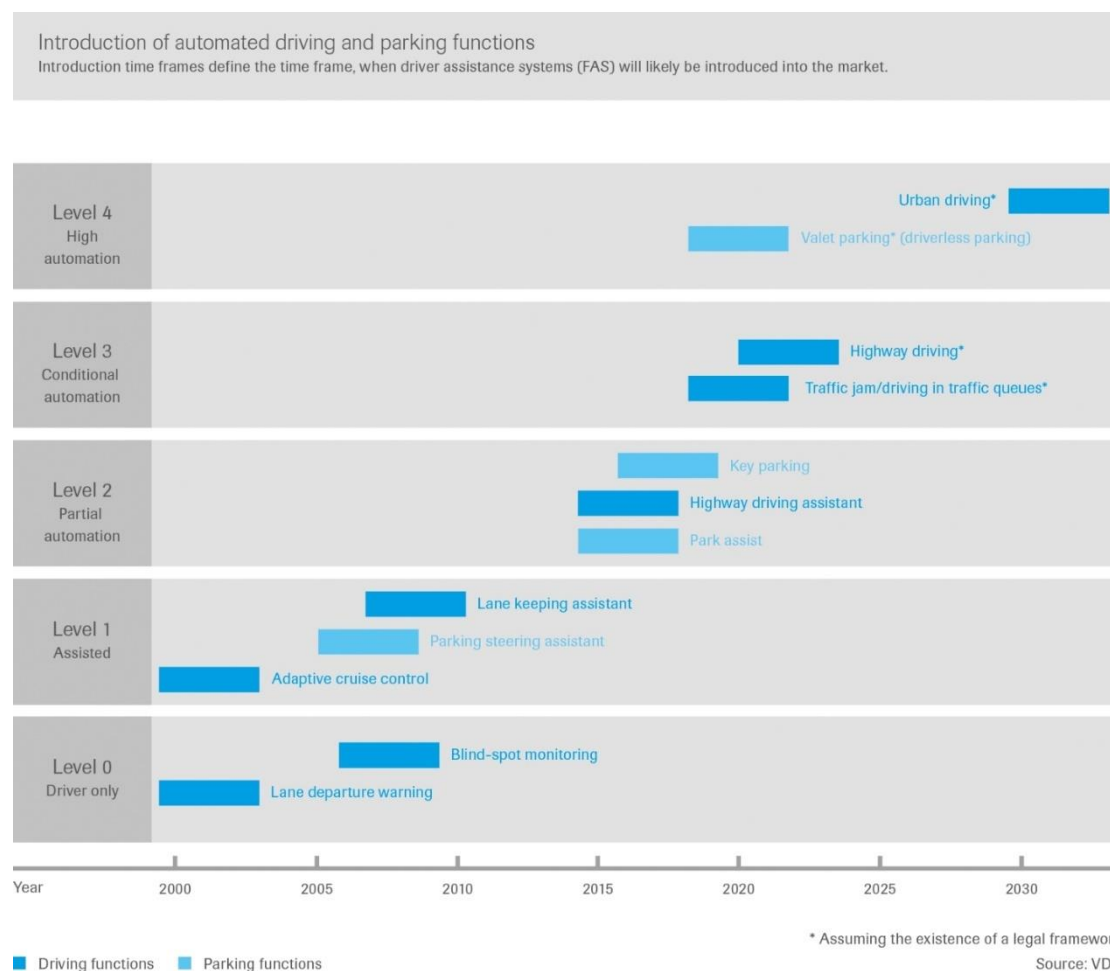 Introduction of automated driving and parking functions
Introduction time frames define the time frame, when driver assistance systems (FAS) will likely be introduced into the market.
Level 4
High
automation
Urban driving*
Valet parking* (driverless parking)
Level 3
Conditional
automation
Highway driving*
Traffic jam/driving in traffic queues*
Level 2
Partial
automation
Key parking
Highway driving assistant
Park assist
Level 1
Assisted
Lane keeping assistant
Parking steering assistant
Adaptive cruise control
Level 0
Driver only
Blind-spot monitoring
Lane departure warning
Year 2000 2005 2010 2015 2020 2025 2030
* Assuming the existence of a legal framewor
Driving functions Parking functions
Source: VD